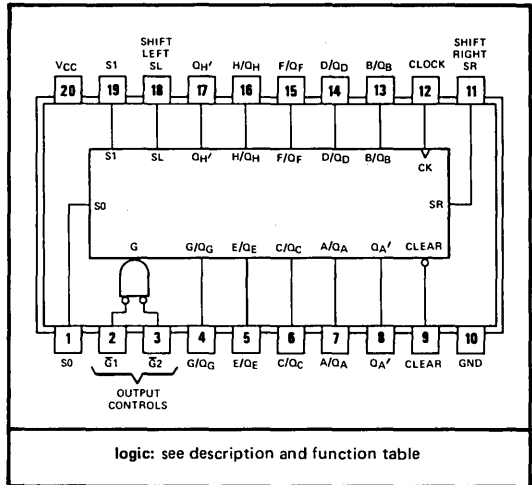 SHIFT SHIFT
LEFT RIGHT
VCC S1 SL QH' H/QH F/QF D/QD B/QB CLOCK SR
20 19 18 17 16 15 14 13 12 11
S1 SL QH' H/QH F/QF D/QD B/QB CK
S0 SR
G G/QG E/QE C/QC A/QA QA' CLEAR
1 2 3 4 5 6 7 8 9 10
S0 G̅1 G̅2 G/QG E/QE C/QC A/QA QA' CLEAR GND
OUTPUT
CONTROLS
logic: see description and function table